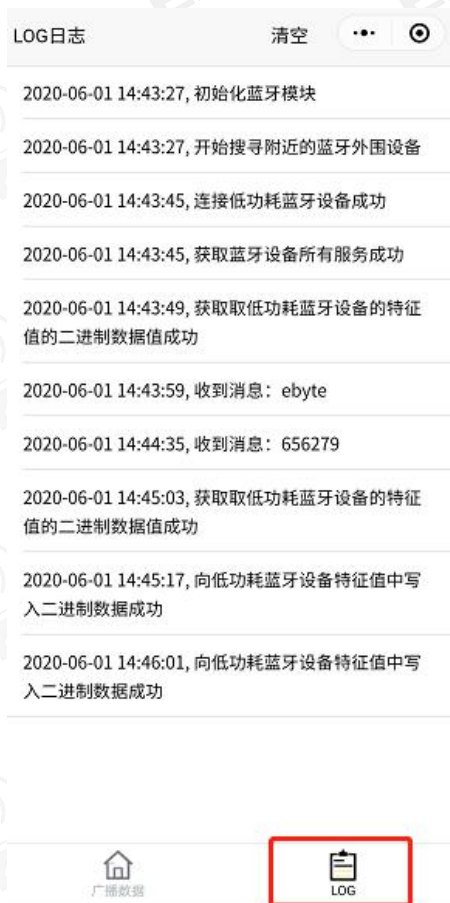 LOG日志 清空
2020-06-01 14:43:27, 初始化蓝牙模块
2020-06-01 14:43:27, 开始搜寻附近的蓝牙外围设备
2020-06-01 14:43:45, 连接低功耗蓝牙设备成功
2020-06-01 14:43:45, 获取蓝牙设备所有服务成功
2020-06-01 14:43:49, 获取取低功耗蓝牙设备的特征
值的二进制数据值成功
2020-06-01 14:43:59, 收到消息：ebyte
2020-06-01 14:44:35, 收到消息：656279
2020-06-01 14:45:03, 获取取低功耗蓝牙设备的特征
值的二进制数据值成功
2020-06-01 14:45:17, 向低功耗蓝牙设备特征值中写
入二进制数据成功
2020-06-01 14:46:01, 向低功耗蓝牙设备特征值中写
入二进制数据成功
广播数据 LOG